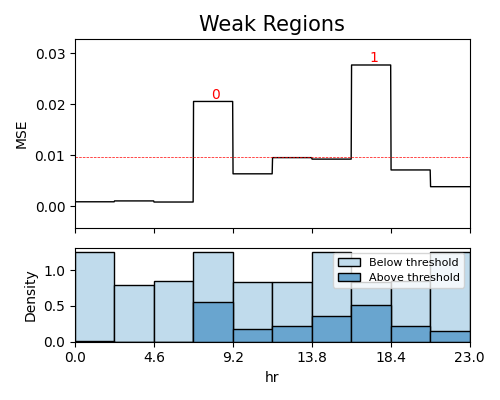 Weak Regions
0.03
0.02
0.01
0.00
MSE
0
1
1.0
0.5
0.0
Density
Below threshold
Above threshold
0.0 4.6 9.2 13.8 18.4 23.0
hr